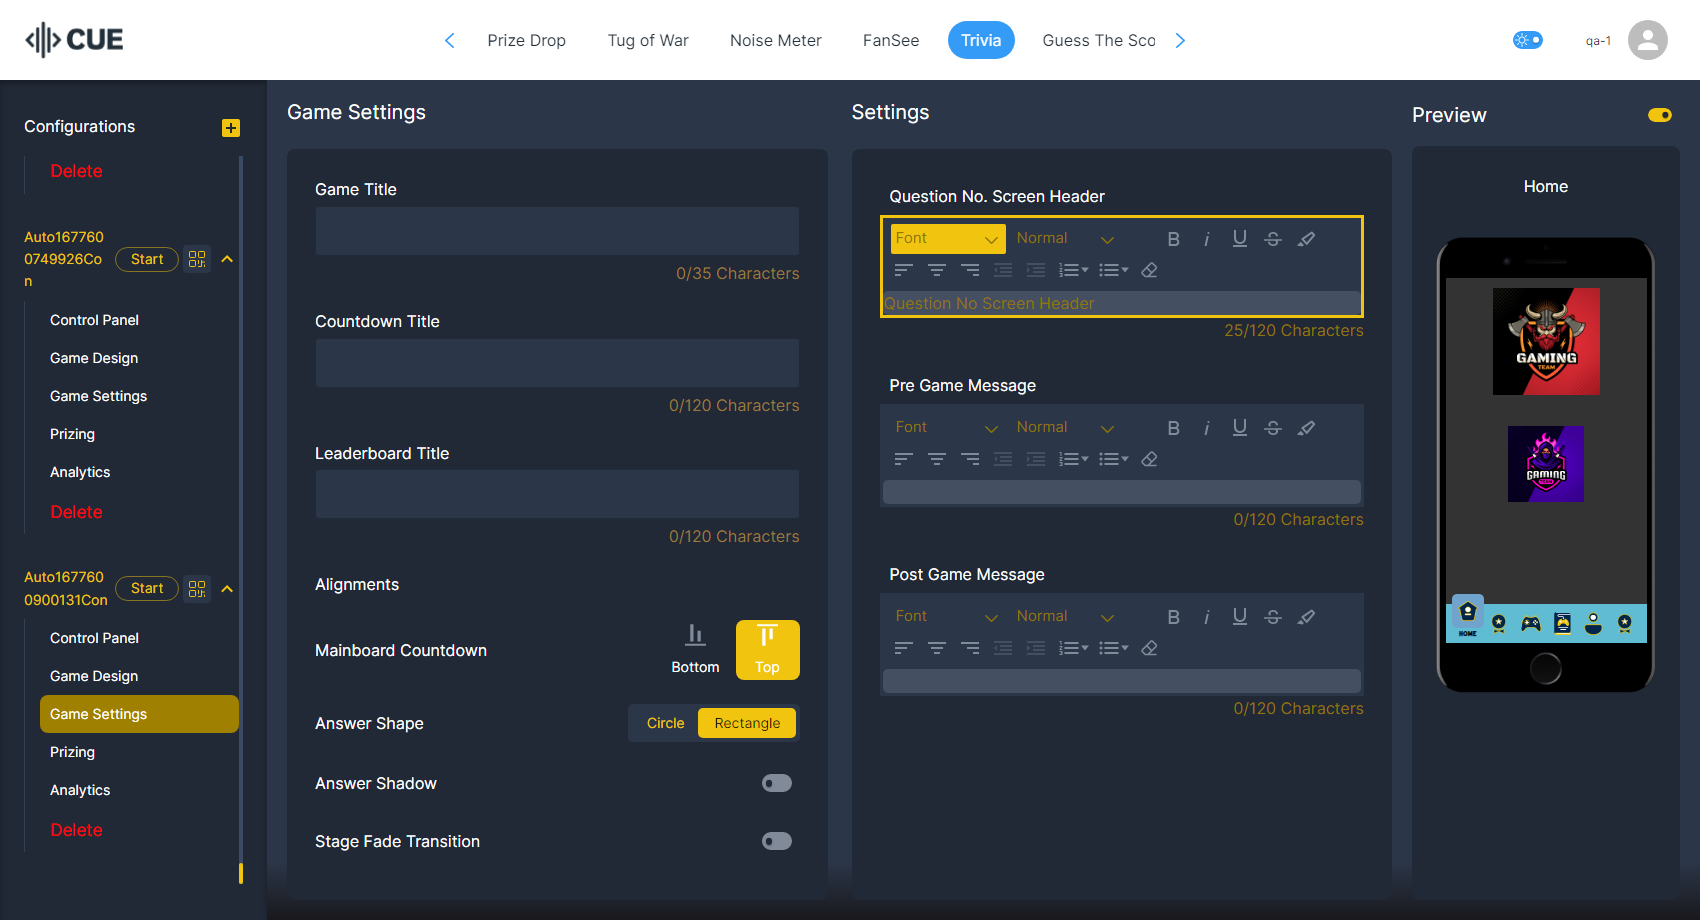 CUE
Prize Drop
Tug of War
Noise Meter
FanSee
Trivia
Guess The Sco
qa-1
Configurations
Delete
Auto167760
0749926Co
n
Start
Control Panel
Game Design
Game Settings
Prizing
Analytics
Delete
Auto167760
0900131Con
Start
Control Panel
Game Design
Game Settings
Prizing
Analytics
Delete
Game Settings
Game Title
0/35 Characters
Countdown Title
0/120 Characters
Leaderboard Title
0/120 Characters
Alignments
Mainboard Countdown
Bottom
Top
Answer Shape
Circle
Rectangle
Answer Shadow
Stage Fade Transition
Settings
Question No. Screen Header
Font
Normal
Question No Screen Header
25/120 Characters
Pre Game Message
Font
Normal
0/120 Characters
Post Game Message
Font
Normal
0/120 Characters
Preview
Home
GAMING
TEAM
GAMING
TEAM
HOME